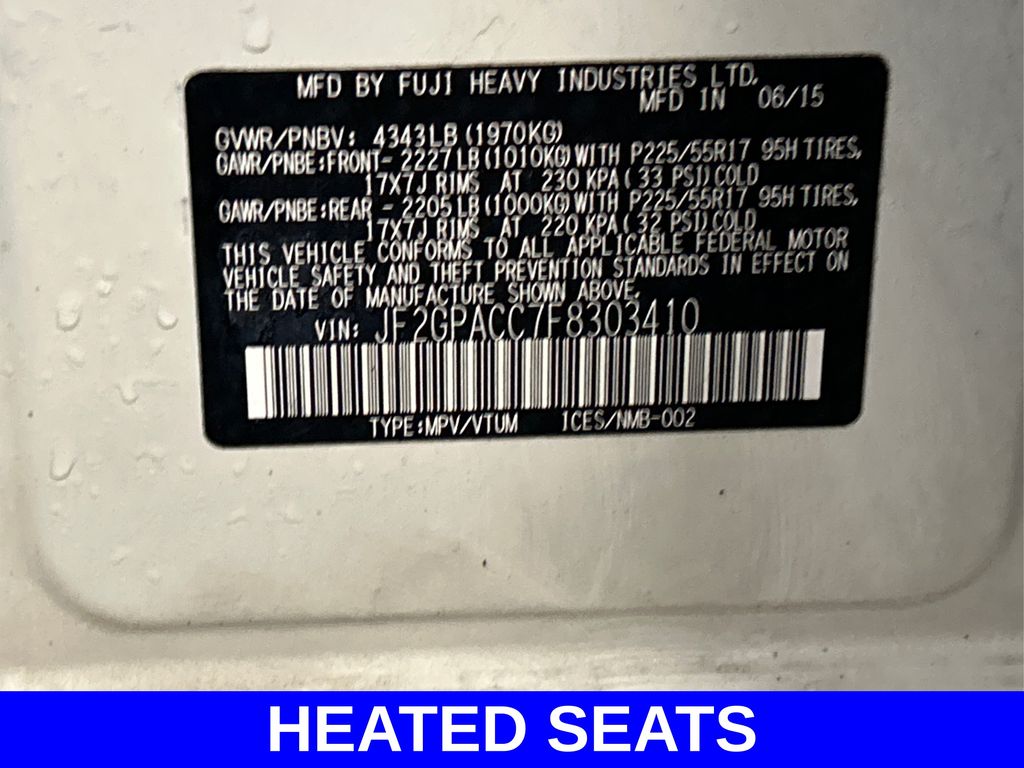 MFD BY FUJI HEAVY INDUSTRIES LTD.
MFD IN 06/15
GVWR/PNBV: 4343LB (1970KG)
GAWR/PNBE:FRONT- 2227LB (1010KG) WITH P225/55R17 95H TIRES,
17X7J RIMS AT 230 KPA( 33 PSI) COLD
GAWR/PNBE:REAR - 2205LB (1000KG) WITH P225/55R17 95H TIRES,
17X7J RIMS AT 220 KPA( 32 PSI) COLD
THIS VEHICLE CONFORMS TO ALL APPLICABLE FEDERAL MOTOR
VEHICLE SAFETY AND THEFT PREVENTION STANDARDS IN EFFECT ON
THE DATE OF MANUFACTURE SHOWN ABOVE.
VIN: JF2GPACC7F8303410
TYPE:MPV/VTUM ICES/NMB-002
HEATED SEATS